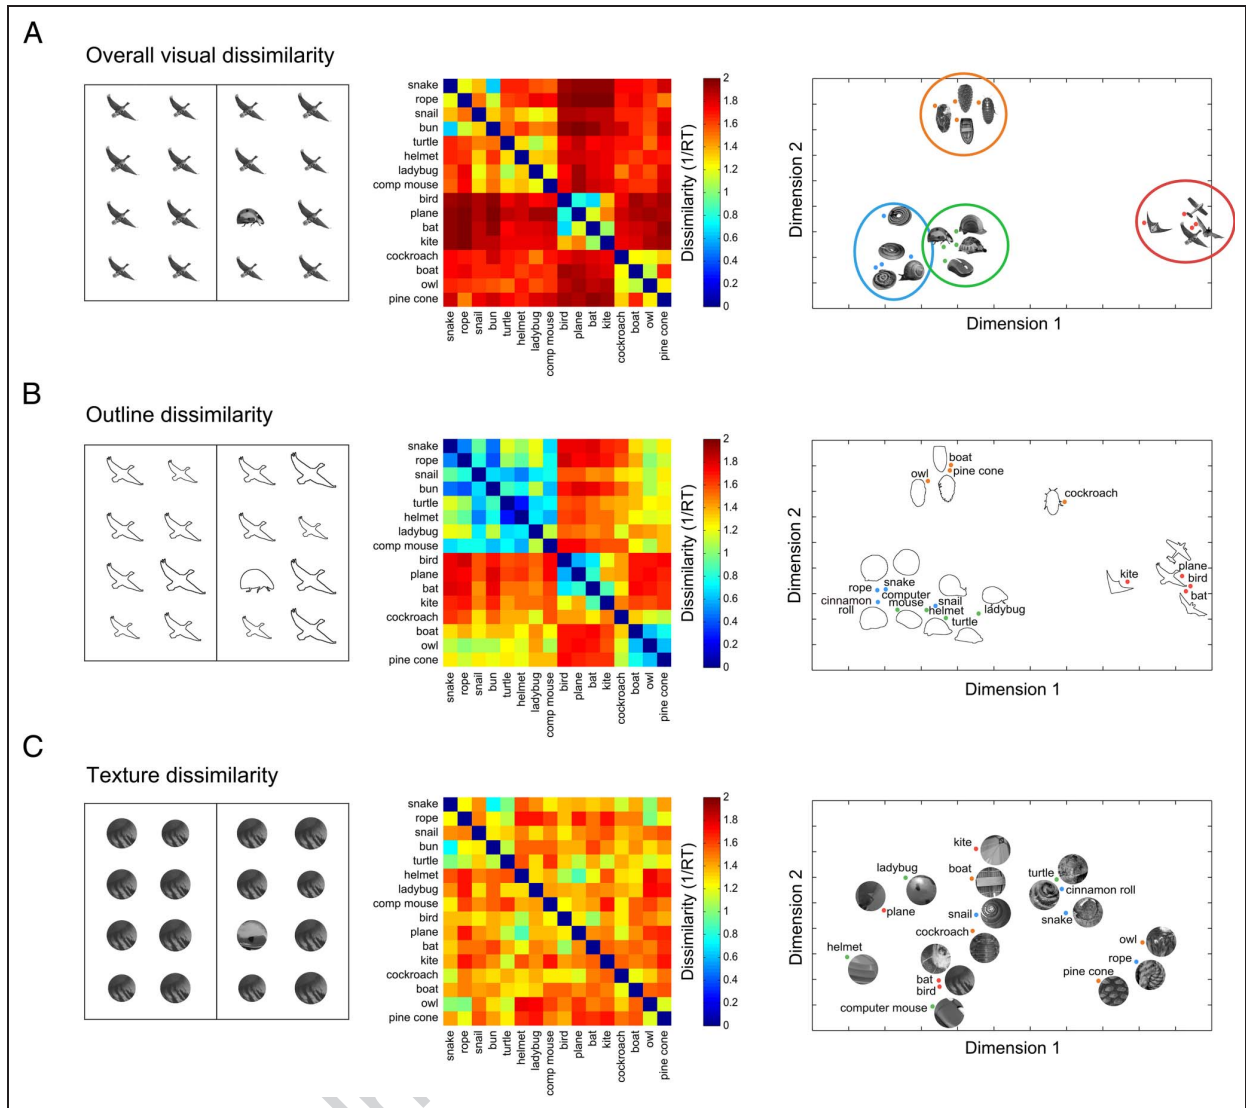 A
Overall visual dissimilarity
snake
rope
snail
bun
turtle
helmet
ladybug
comp mouse
bird
plane
bat
kite
cockroach
boat
owl
pine cone
snake
rope
snail
bun
turtle
helmet
ladybug
comp mouse
bird
plane
bat
kite
cockroach
boat
owl
pine cone
2
1.8
1.6
1.4
1.2
1
0.8
0.6
0.4
0.2
0
Dissimilarity (1/RT)
Dimension 2
Dimension 1
B
Outline dissimilarity
snake
rope
snail
bun
turtle
helmet
ladybug
comp mouse
bird
plane
bat
kite
cockroach
boat
owl
pine cone
snake
rope
snail
bun
turtle
helmet
ladybug
comp mouse
bird
plane
bat
kite
cockroach
boat
owl
pine cone
2
1.8
1.6
1.4
1.2
1
0.8
0.6
0.4
0.2
0
Dissimilarity (1/RT)
Dimension 2
boat
pine cone
owl
cockroach
plane
kite
bird
bat
snake
rope
computer
mouse
cinnamon
roll
snail
helmet
ladybug
turtle
Dimension 1
C
Texture dissimilarity
snake
rope
snail
bun
turtle
helmet
ladybug
comp mouse
bird
plane
bat
kite
cockroach
boat
owl
pine cone
snake
rope
snail
bun
turtle
helmet
ladybug
comp mouse
bird
plane
bat
kite
cockroach
boat
owl
pine cone
2
1.8
1.6
1.4
1.2
1
0.8
0.6
0.4
0.2
0
Dissimilarity (1/RT)
Dimension 2
kite
ladybug
boat
turtle
cinnamon roll
plane
snail
snake
cockroach
owl
helmet
rope
pine cone
bat
bird
computer mouse
Dimension 1